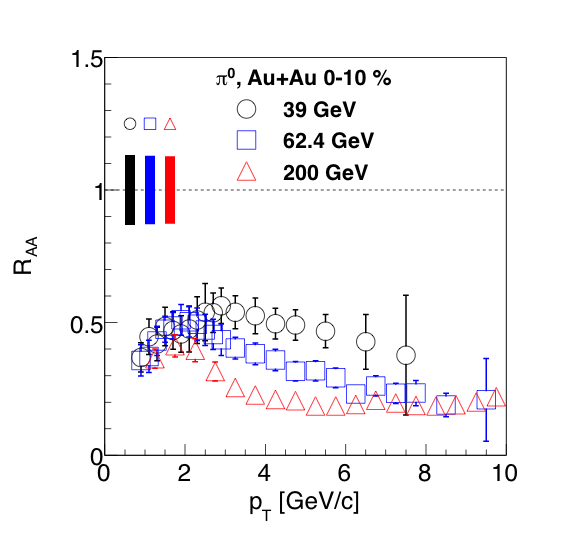 π⁰, Au+Au 0-10 %
39 GeV
62.4 GeV
200 GeV
1.5
1
0.5
0
R_AA
0 2 4 6 8 10
p_T [GeV/c]